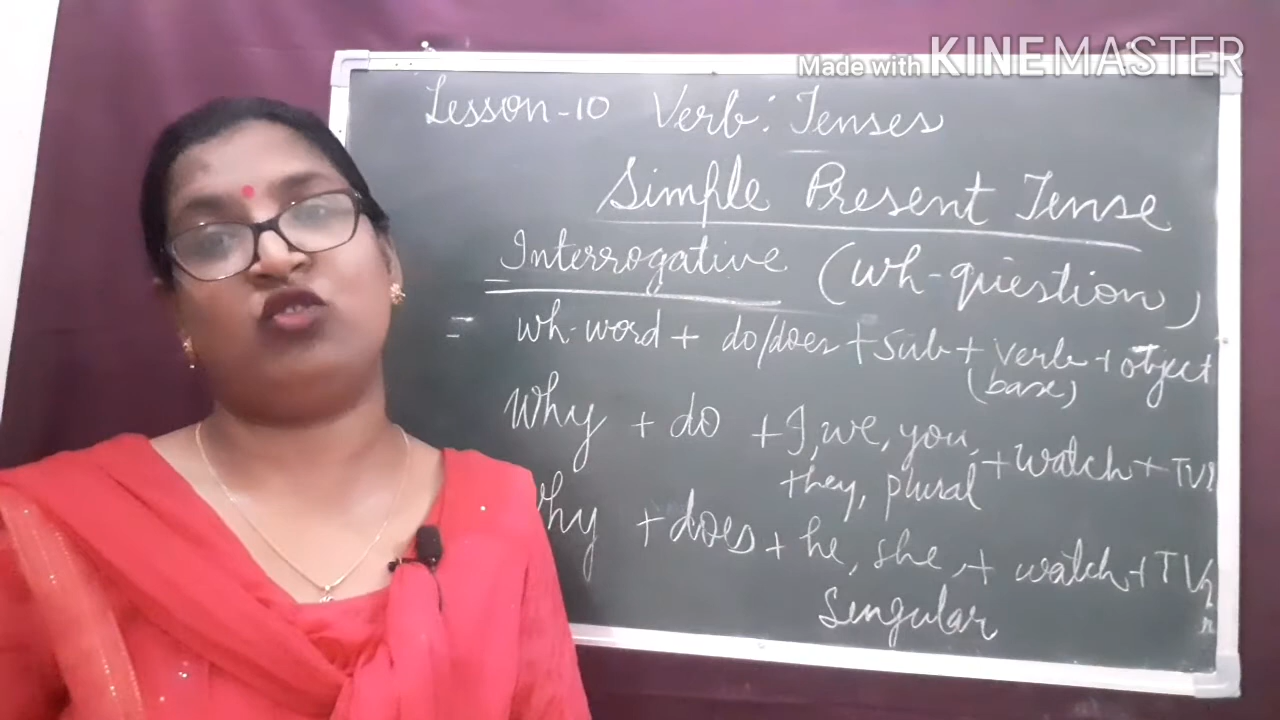 Made with KINEMASTER
Lesson-10 Verb: Tenses
Simple Present Tense
Interrogative (wh-question)
wh-word + do/does + sub + verb + object
(base)
Why + do + I, we, you, + watch + TV?
they, plural
Why + does + he, she, + watch + TV?
Singular